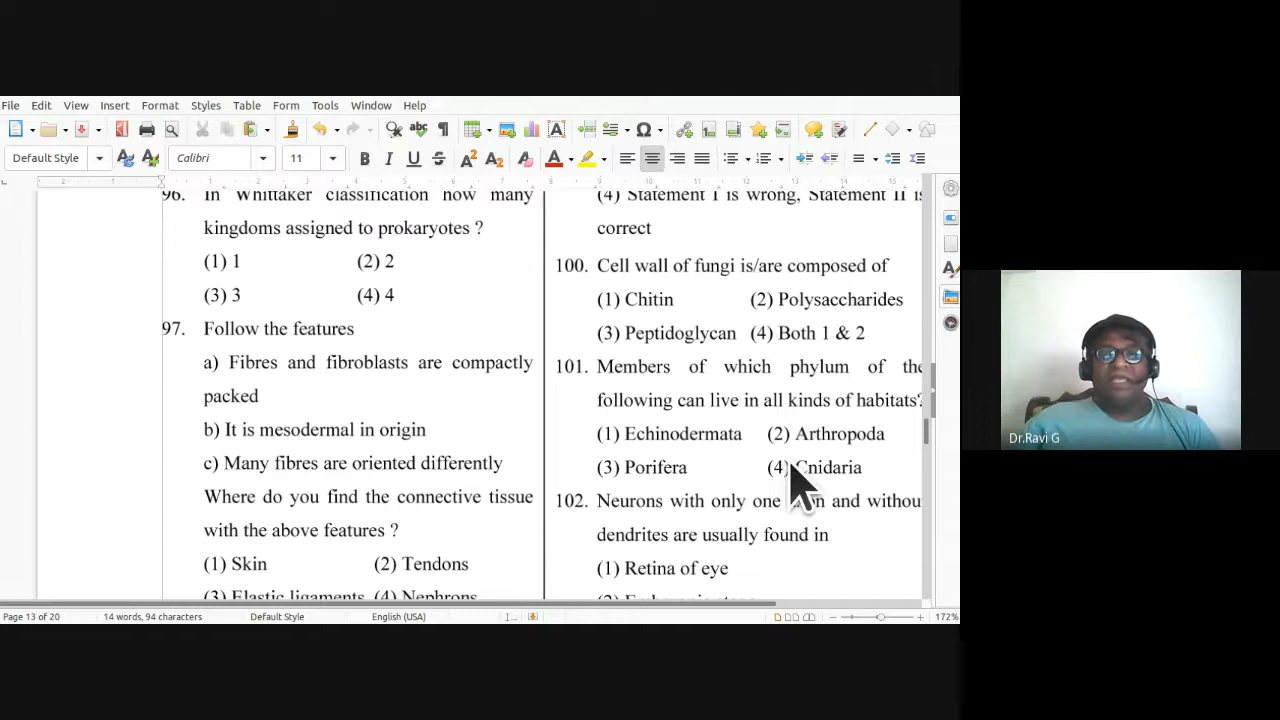 File Edit View Insert Format Styles Table Form Tools Window Help
Default Style Calibri 11
96. In Whittaker classification how many
kingdoms assigned to prokaryotes ?
(1) 1 (2) 2
(3) 3 (4) 4
97. Follow the features
a) Fibres and fibroblasts are compactly
packed
b) It is mesodermal in origin
c) Many fibres are oriented differently
Where do you find the connective tissue
with the above features ?
(1) Skin (2) Tendons
(3) Elastic ligaments (4) Nephrons
(4) Statement I is wrong, Statement II is
correct
100. Cell wall of fungi is/are composed of
(1) Chitin (2) Polysaccharides
(3) Peptidoglycan (4) Both 1 & 2
101. Members of which phylum of the
following can live in all kinds of habitats?
(1) Echinodermata (2) Arthropoda
(3) Porifera (4) Cnidaria
102. Neurons with only one and withou
dendrites are usually found in
(1) Retina of eye
Page 13 of 20 14 words, 94 characters Default Style English (USA) 172%
Dr.Ravi G